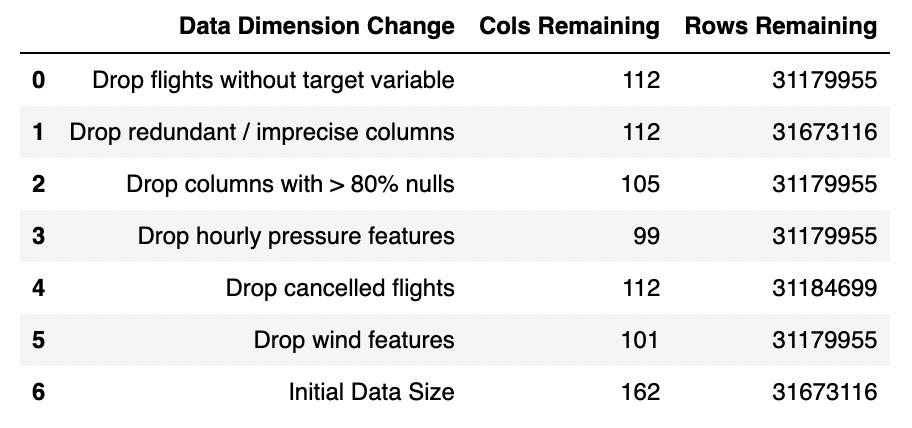 Data Dimension Change Cols Remaining Rows Remaining
0 Drop flights without target variable 112 31179955
1 Drop redundant / imprecise columns 112 31673116
2 Drop columns with > 80% nulls 105 31179955
3 Drop hourly pressure features 99 31179955
4 Drop cancelled flights 112 31184699
5 Drop wind features 101 31179955
6 Initial Data Size 162 31673116